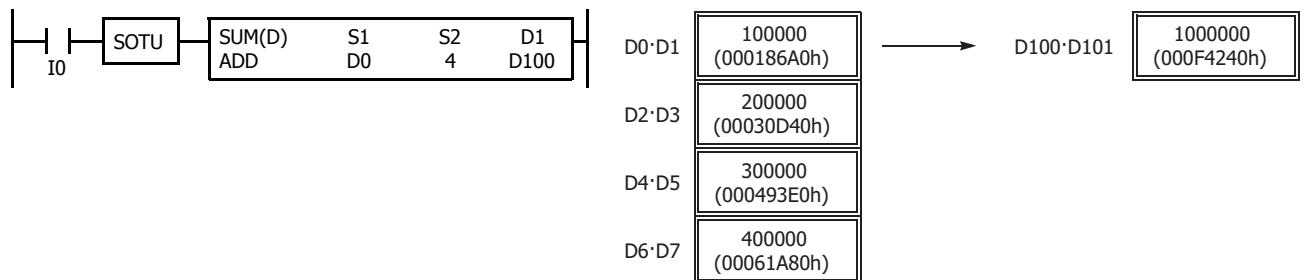 I0
SOTU
SUM(D) S1 S2 D1
ADD D0 4 D100
D0·D1 100000
(000186A0h)
D100·D101 1000000
(000F4240h)
D2·D3 200000
(00030D40h)
D4·D5 300000
(000493E0h)
D6·D7 400000
(00061A80h)